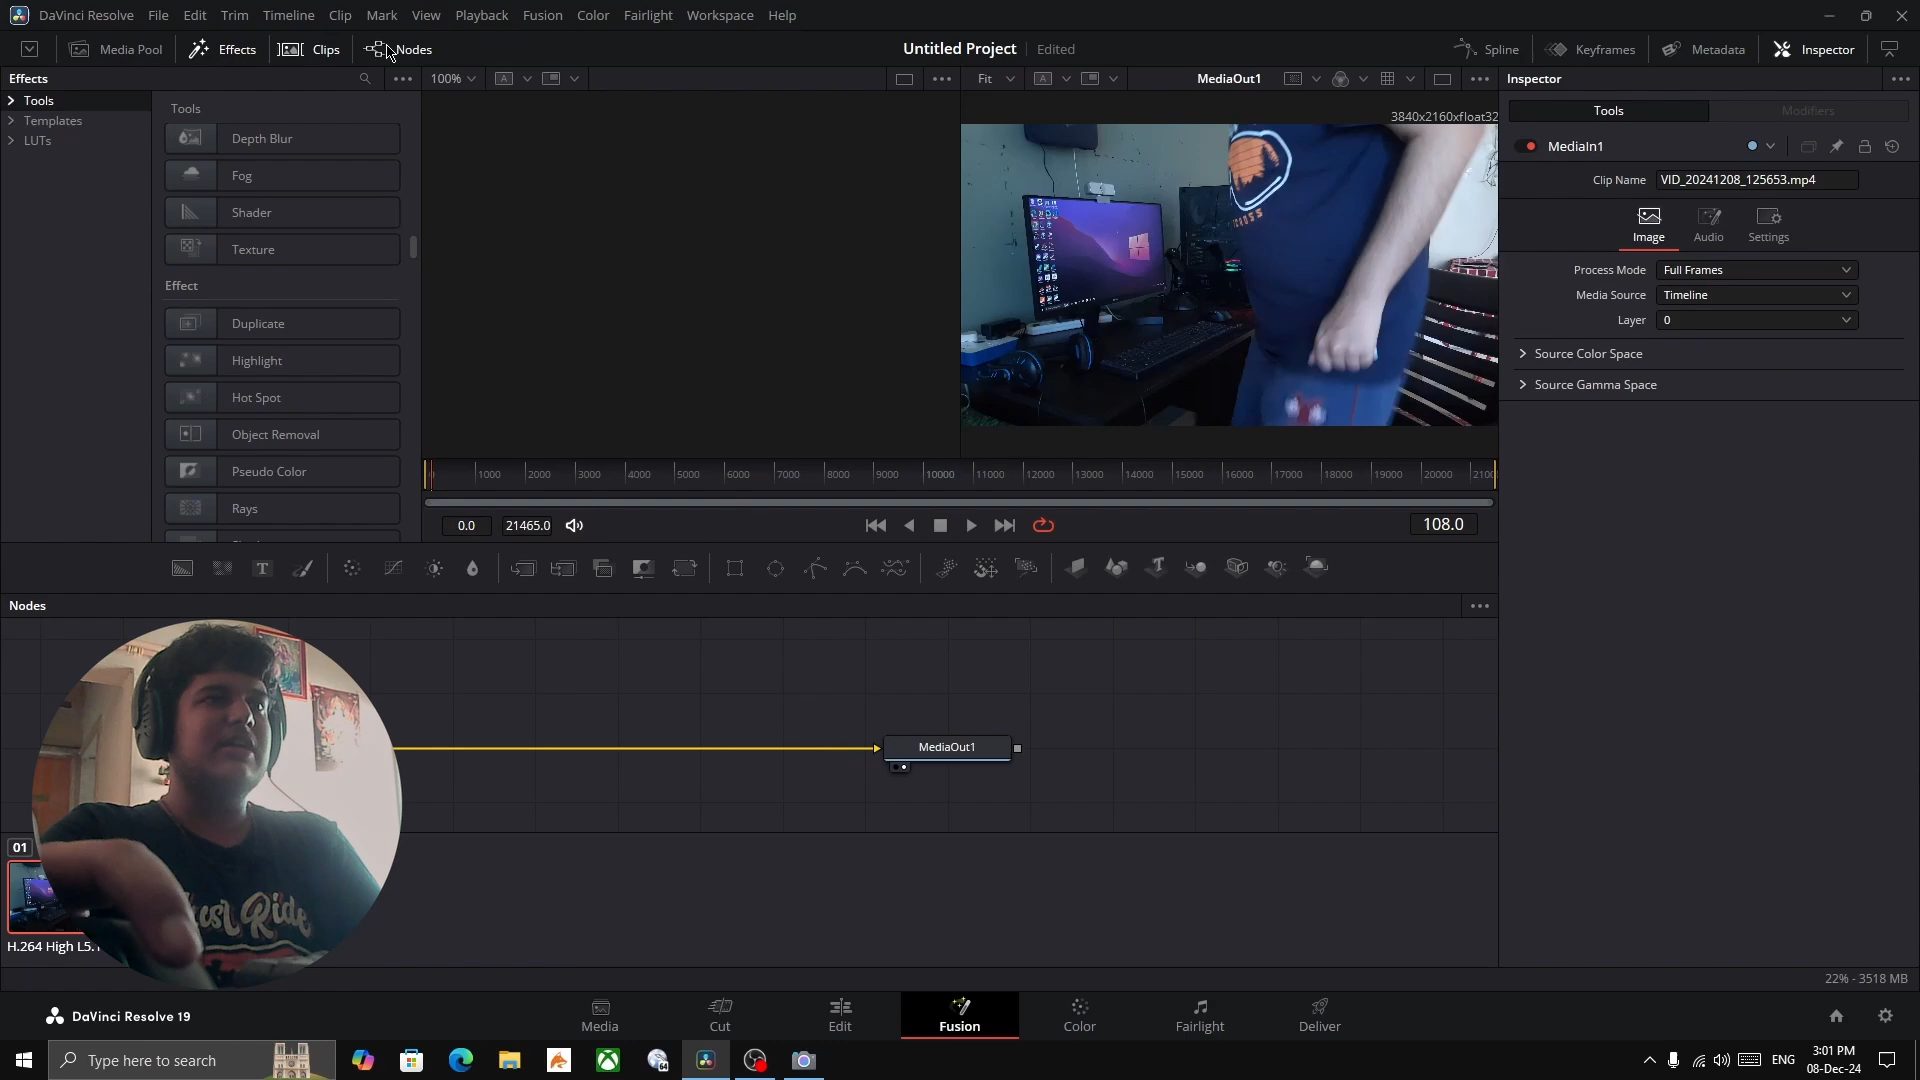 DaVinci Resolve File Edit Trim Timeline Clip Mark View Playback Fusion Color Fairlight Workspace Help
Media Pool Effects Clips Nodes Untitled Project Edited Spline Keyframes Metadata Inspector
Effects 100% A Fit A MediaOut1 Inspector
Tools
Templates
LUTs
Tools
Depth Blur
Fog
Shader
Texture
Effect
Duplicate
Highlight
Hot Spot
Object Removal
Pseudo Color
Rays
3840x2160xfloat32
Tools Modifiers
MediaIn1
Clip Name VID_20241208_125653.mp4
Image Audio Settings
Process Mode Full Frames
Media Source Timeline
Layer 0
Source Color Space
Source Gamma Space
1000 2000 3000 4000 5000 6000 7000 8000 9000 10000 11000 12000 13000 14000 15000 16000 17000 18000 19000 20000
0.0 21465.0 108.0
T
Nodes
MediaOut1
01
H.264 High L5.1
22% - 3518 MB
DaVinci Resolve 19
Media Cut Edit Fusion Color Fairlight Deliver
Type here to search
64
ENG
3:01 PM
08-Dec-24